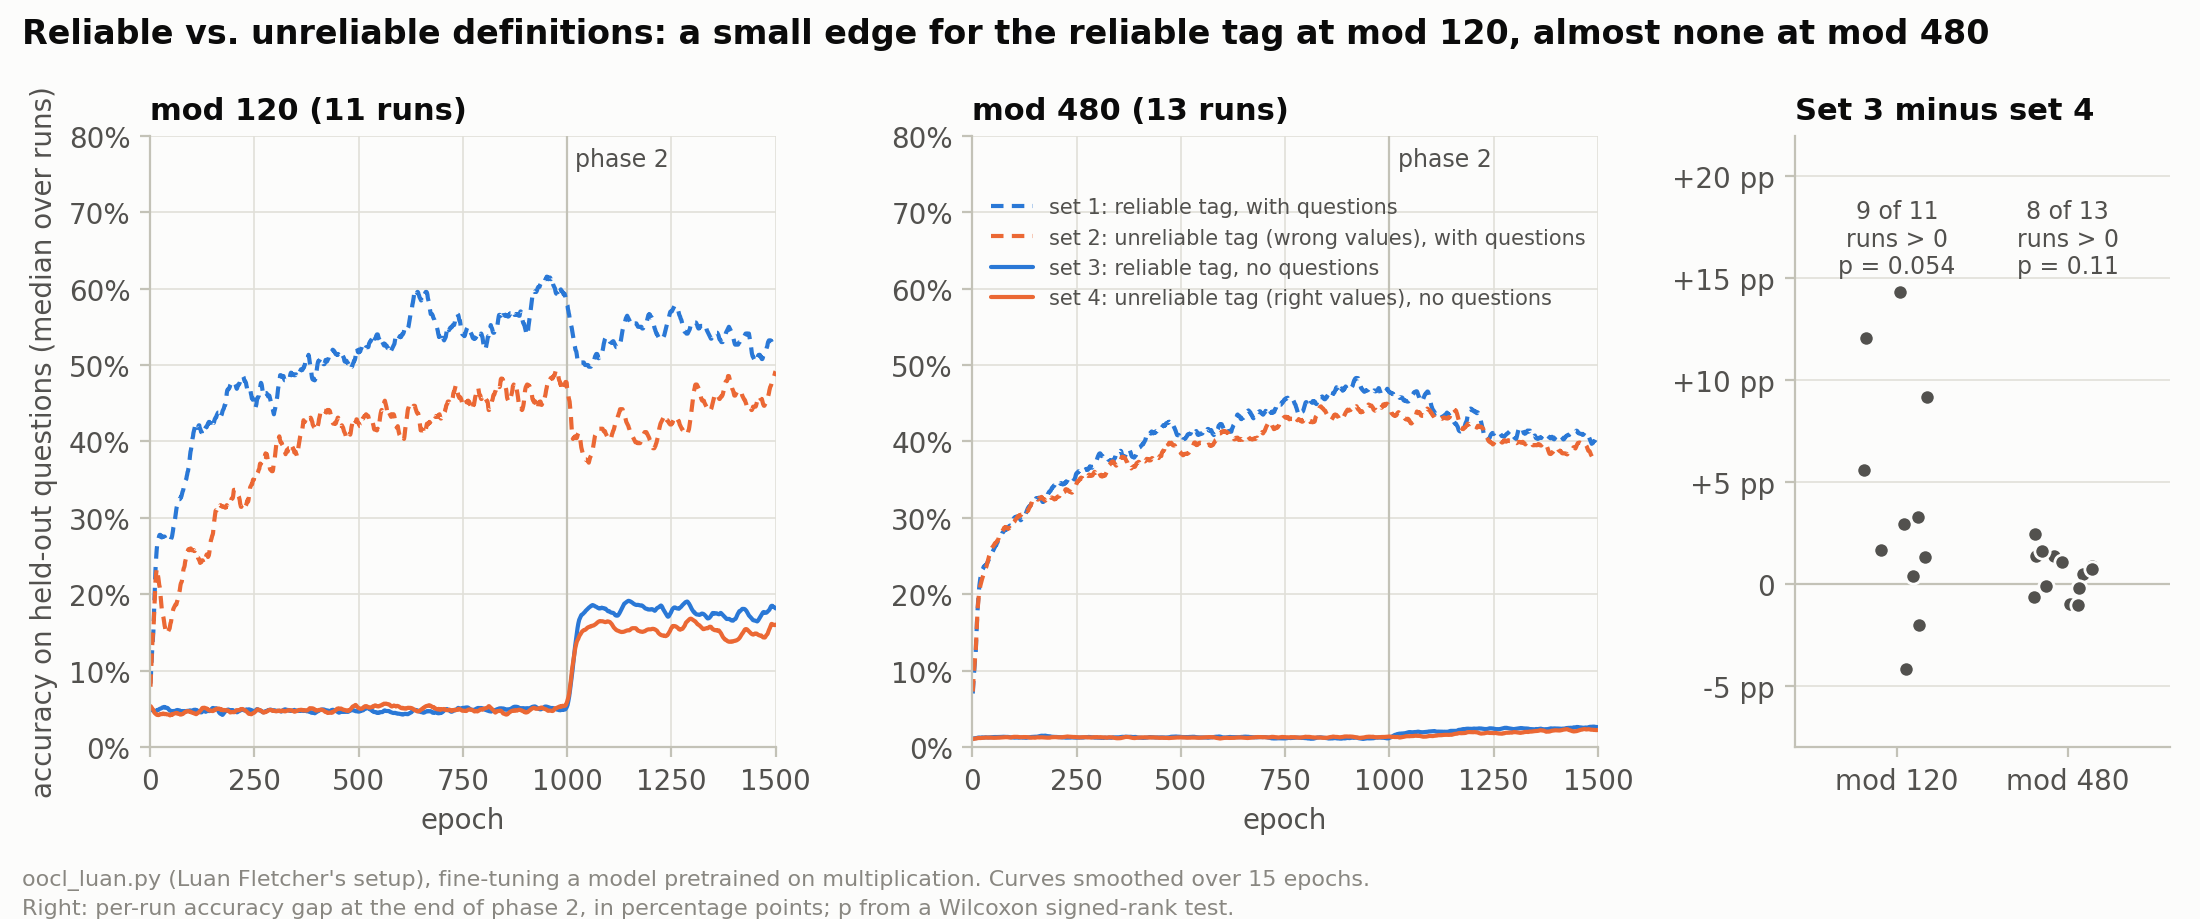 Reliable vs. unreliable definitions: a small edge for the reliable tag at mod 120, almost none at mod 480
accuracy on held-out questions (median over runs)
mod 120 (11 runs)
80%
70%
60%
50%
40%
30%
20%
10%
0%
phase 2
0 250 500 750 1000 1250 1500
epoch
mod 480 (13 runs)
80%
70%
60%
50%
40%
30%
20%
10%
0%
phase 2
set 1: reliable tag, with questions
set 2: unreliable tag (wrong values), with questions
set 3: reliable tag, no questions
set 4: unreliable tag (right values), no questions
0 250 500 750 1000 1250 1500
epoch
Set 3 minus set 4
+20 pp
+15 pp
+10 pp
+5 pp
0
-5 pp
9 of 11
runs > 0
p = 0.054
8 of 13
runs > 0
p = 0.11
mod 120 mod 480
oocl_luan.py (Luan Fletcher's setup), fine-tuning a model pretrained on multiplication. Curves smoothed over 15 epochs.
Right: per-run accuracy gap at the end of phase 2, in percentage points; p from a Wilcoxon signed-rank test.